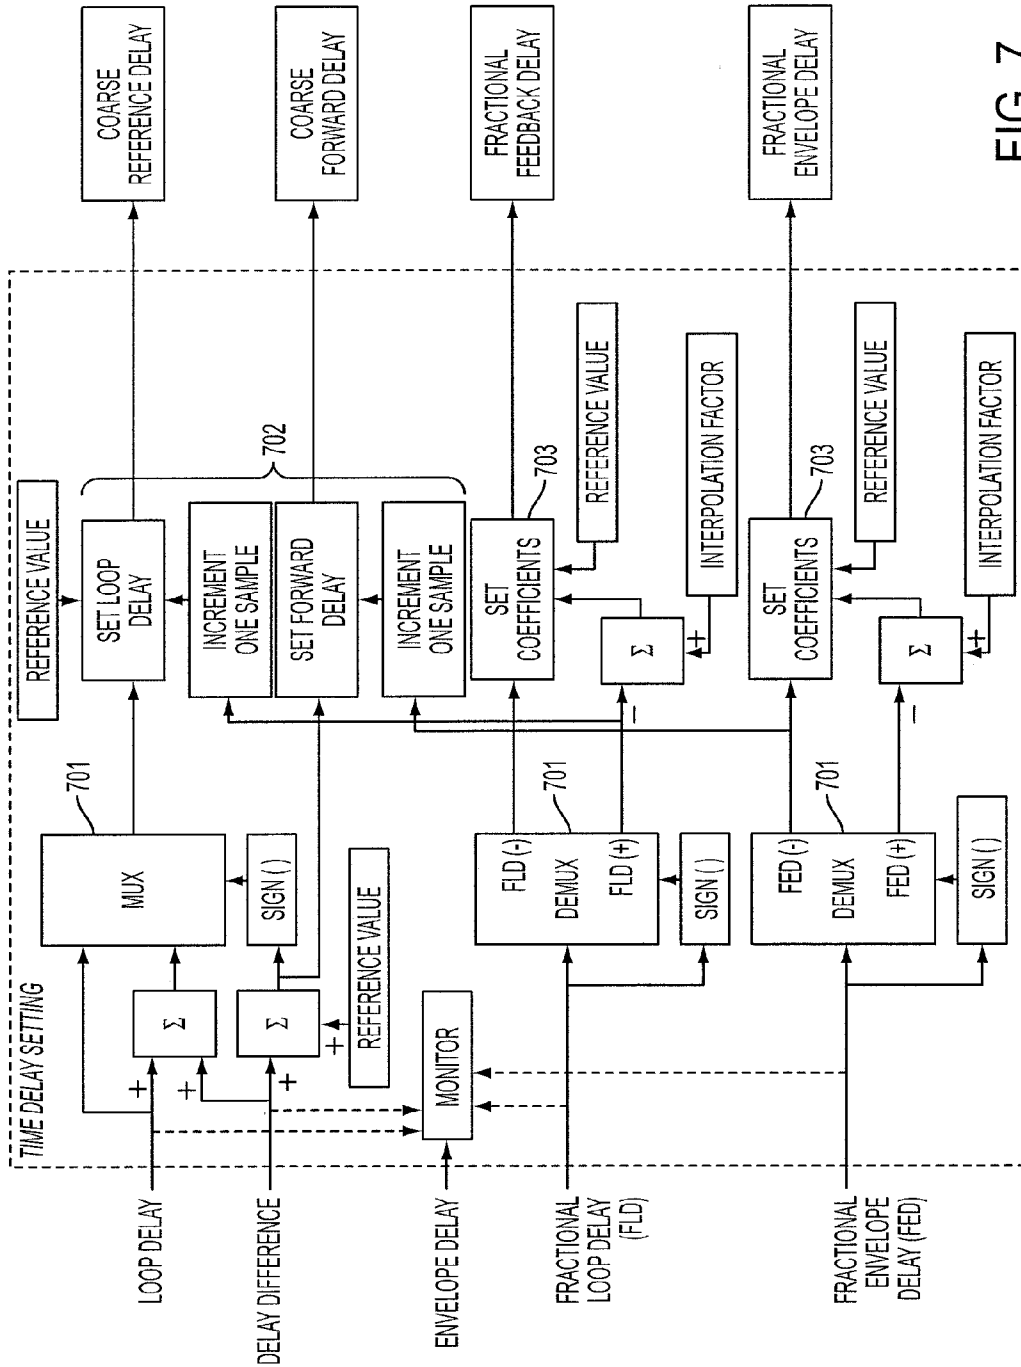 TIME DELAY SETTING
LOOP DELAY
DELAY DIFFERENCE
ENVELOPE DELAY
FRACTIONAL
LOOP DELAY
(FLD)
FRACTIONAL
ENVELOPE
DELAY (FED)
+
+
+
+
Σ
Σ
REFERENCE VALUE
MONITOR
701
MUX
SIGN ()
701
FLD (-)
DEMUX
FLD (+)
SIGN ()
701
FED (-)
DEMUX
FED (+)
SIGN ()
REFERENCE VALUE
SET LOOP
DELAY
INCREMENT
ONE SAMPLE
SET FORWARD
DELAY
INCREMENT
ONE SAMPLE
702
703
SET
COEFFICIENTS
REFERENCE VALUE
−
Σ
+
INTERPOLATION FACTOR
703
SET
COEFFICIENTS
REFERENCE VALUE
−
Σ
+
INTERPOLATION FACTOR
COARSE
REFERENCE DELAY
COARSE
FORWARD DELAY
FRACTIONAL
FEEDBACK DELAY
FRACTIONAL
ENVELOPE DELAY
FIG. 7